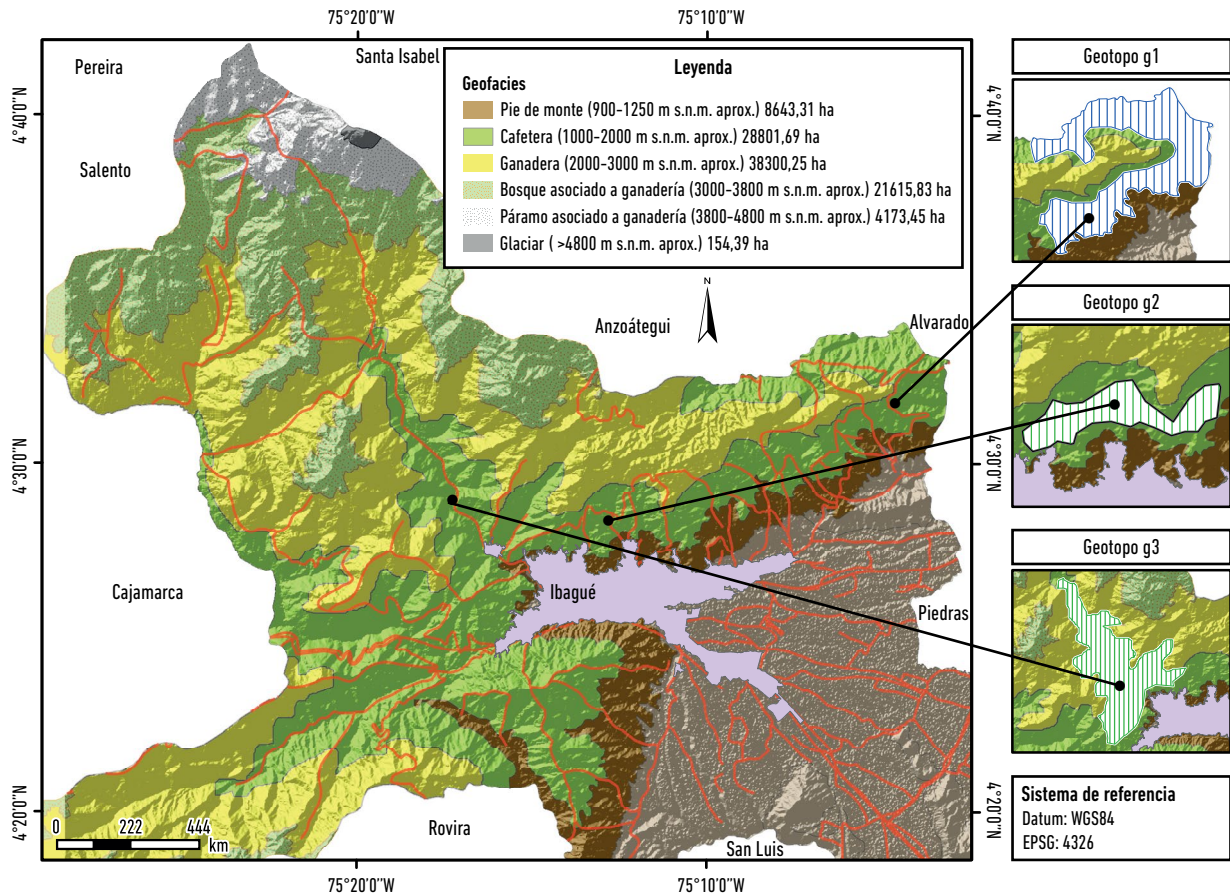 75°20'0"W
75°10'0"W
Pereira
Santa Isabel
Salento
Leyenda
Geofacies
Pie de monte (900-1250 m s.n.m. aprox.) 8643,31 ha
Cafetera (1000-2000 m s.n.m. aprox.) 28801,69 ha
Ganadera (2000-3000 m s.n.m. aprox.) 38300,25 ha
Bosque asociado a ganadería (3000-3800 m s.n.m. aprox.) 21615,83 ha
Páramo asociado a ganadería (3800-4800 m s.n.m. aprox.) 4173,45 ha
Glaciar ( >4800 m s.n.m. aprox.) 154,39 ha
N
Anzoátegui
Alvarado
Cajamarca
Ibagué
Piedras
Rovira
San Luis
0 222 444
km
4°40'0"N
4°30'0"N
4°20'0"N
4°40'0"N
4°30'0"N
4°20'0"N
75°20'0"W
75°10'0"W
Geotopo g1
Geotopo g2
Geotopo g3
Sistema de referencia
Datum: WGS84
EPSG: 4326